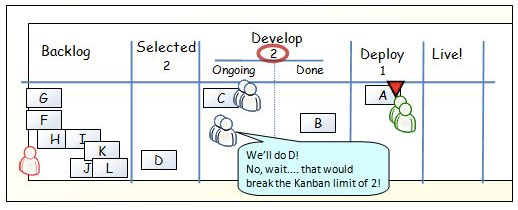 Backlog
Selected
2
Develop
2
Ongoing
Done
Deploy
1
Live!
G
F
H I
K
J L
D
C
B
A
We'll do D!
No, wait.... that would
break the Kanban limit of 2!